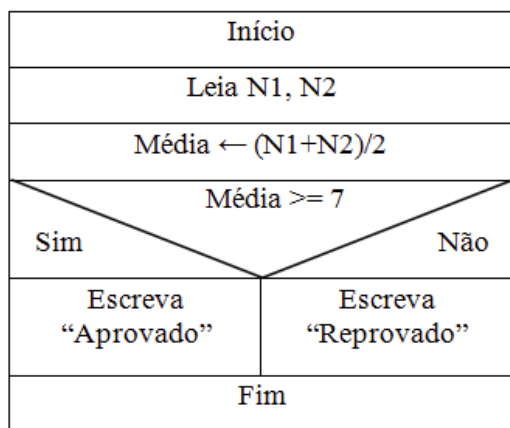 Início
Leia N1, N2
Média ← (N1+N2)/2
Média >= 7
Sim
Não
Escreva
“Aprovado”
Escreva
“Reprovado”
Fim